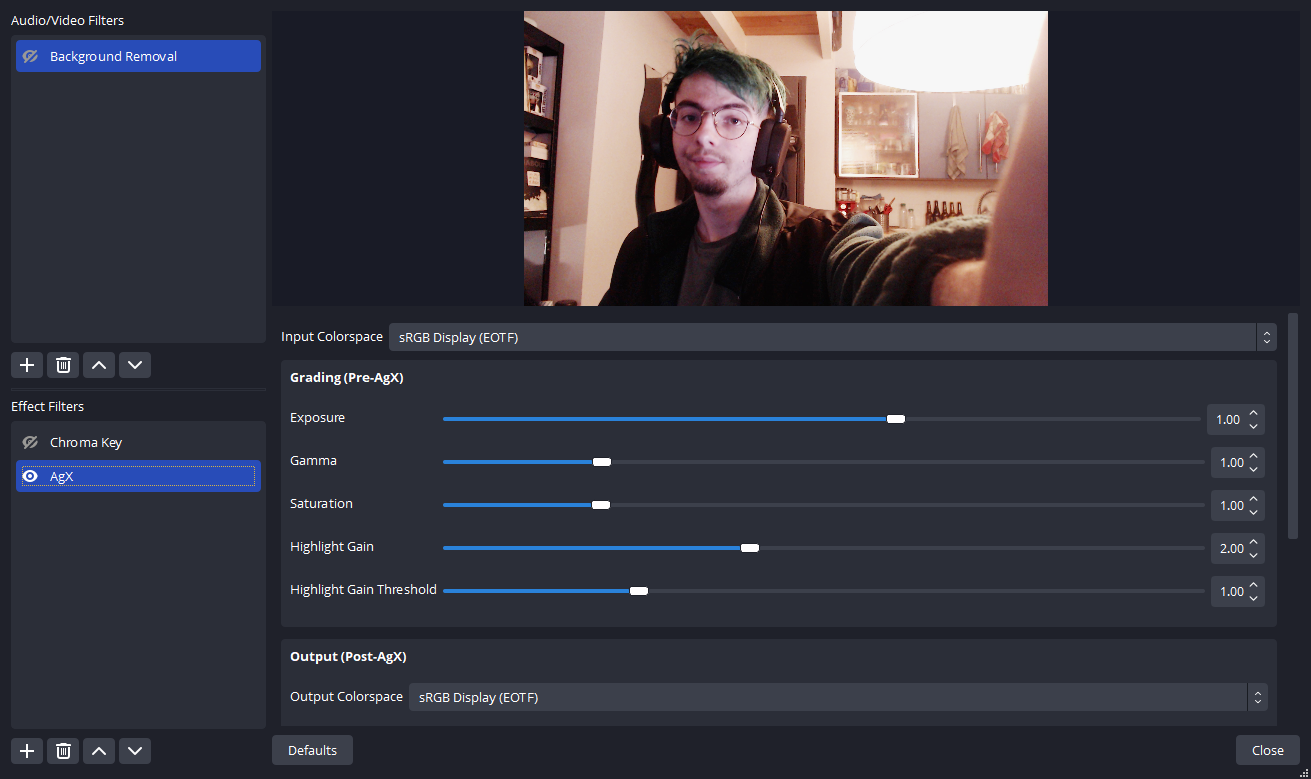 Audio/Video Filters
Background Removal
Effect Filters
Chroma Key
AgX
Input Colorspace sRGB Display (EOTF)
Grading (Pre-AgX)
Exposure 1.00
Gamma 1.00
Saturation 1.00
Highlight Gain 2.00
Highlight Gain Threshold 1.00
Output (Post-AgX)
Output Colorspace sRGB Display (EOTF)
Defaults Close